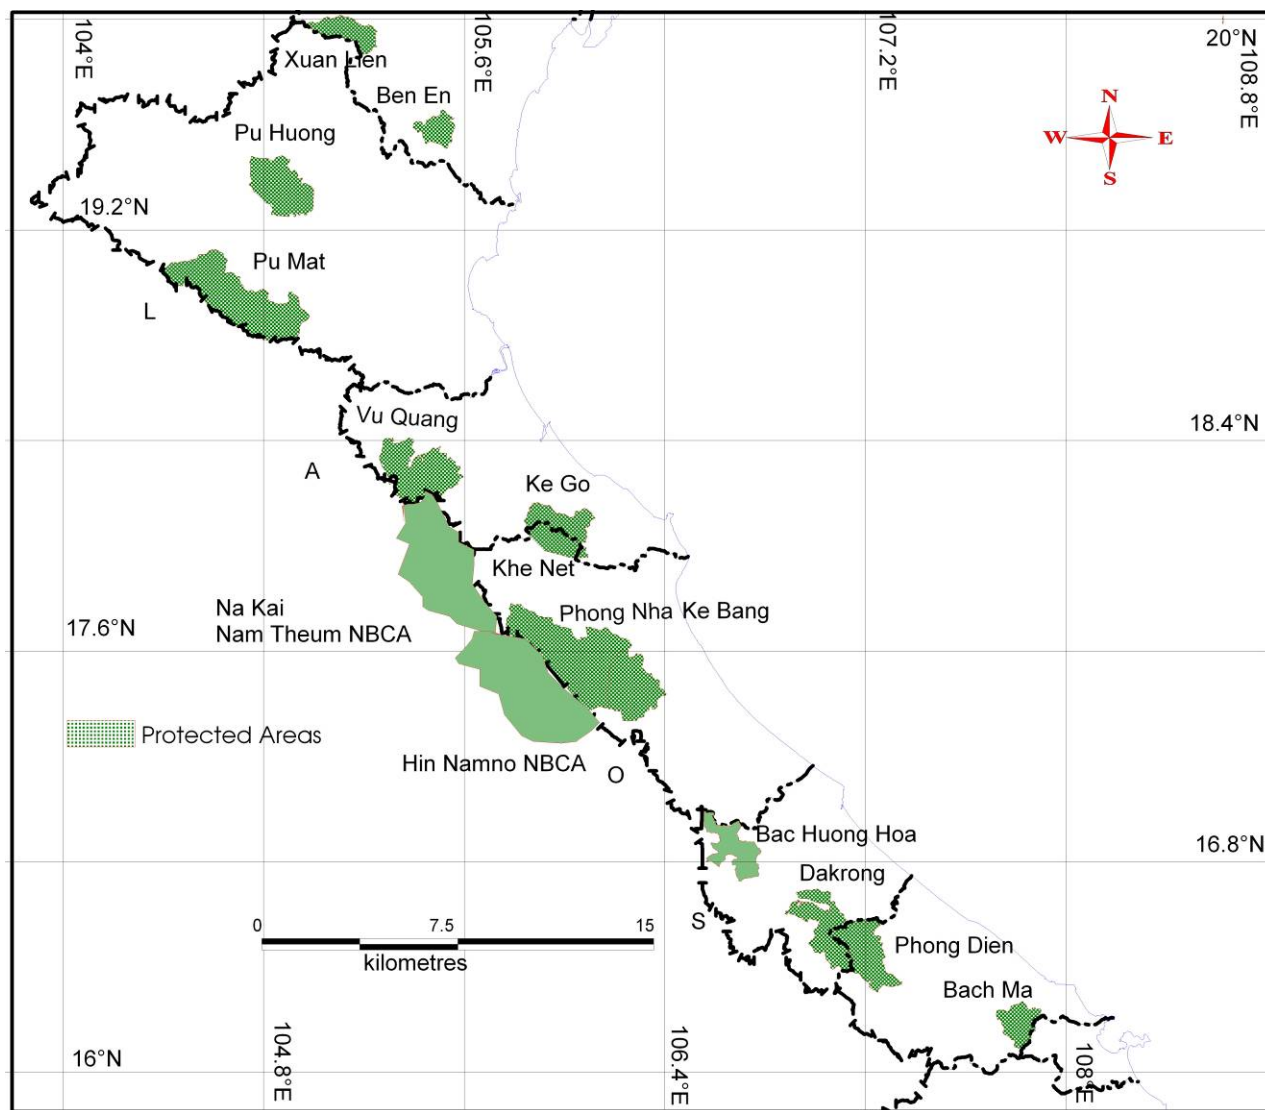 104°E
105.6°E
107.2°E
20°N
108.8°E
Xuan Lien
Ben En
N
W
E
S
Pu Huong
19.2°N
Pu Mat
L
Vu Quang
18.4°N
A
Ke Go
Khe Net
Na Kai
Nam Theum NBCA
Phong Nha Ke Bang
17.6°N
Protected Areas
Hin Namno NBCA
O
Bac Huong Hoa
16.8°N
Dakrong
S
0
7.5
15
kilometres
Phong Dien
Bach Ma
16°N
104.8°E
106.4°E
108°E